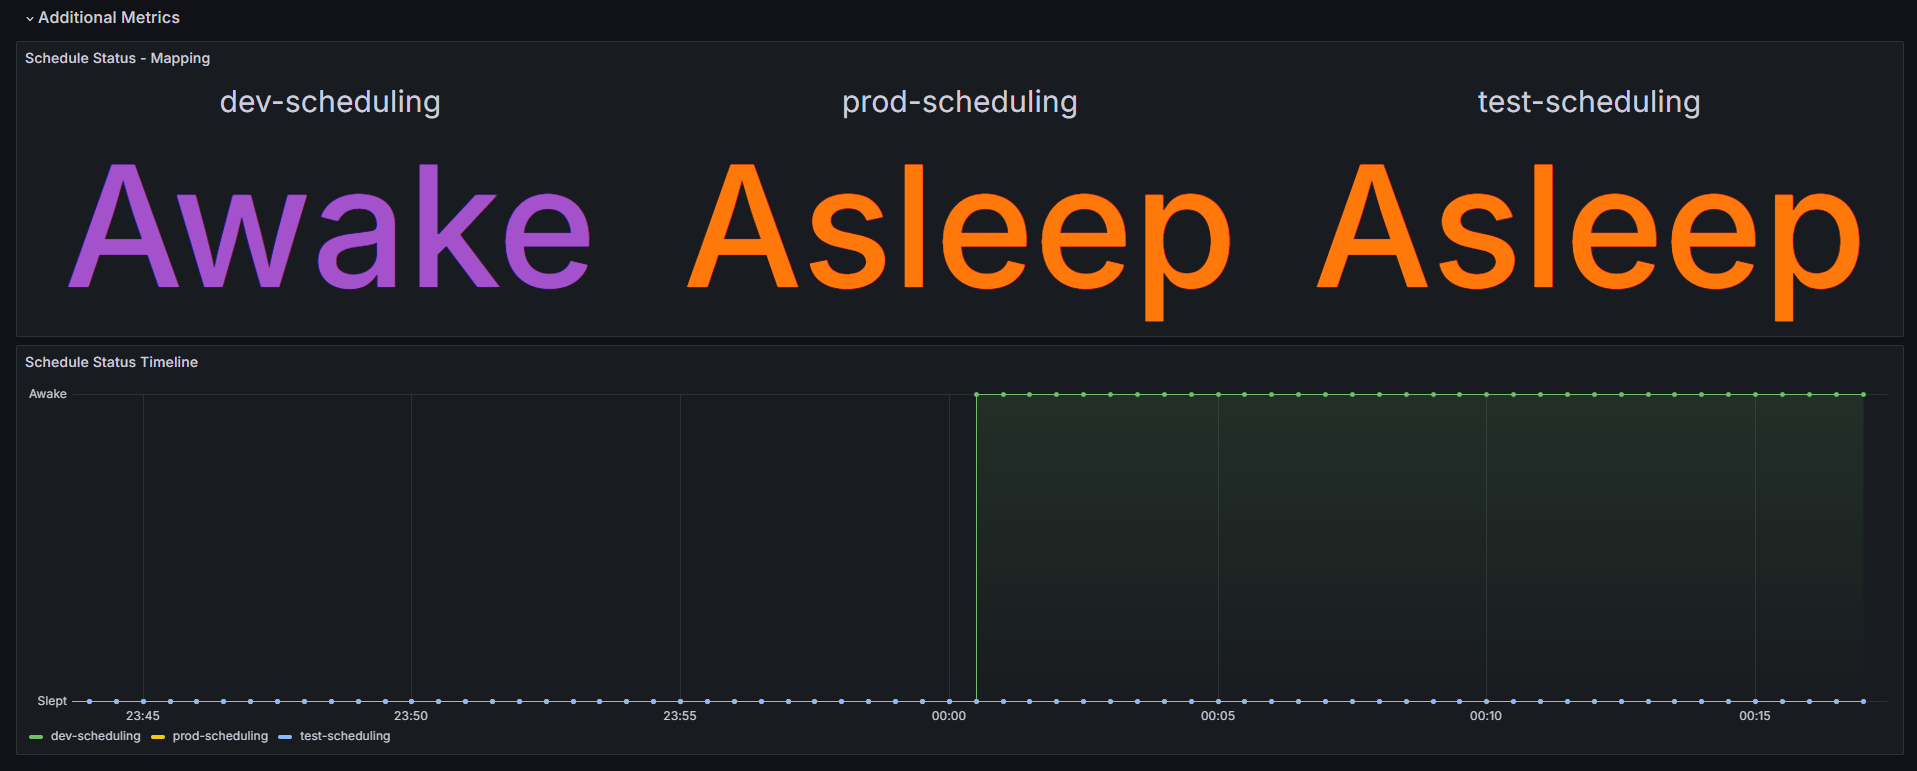 Additional Metrics
Schedule Status - Mapping
dev-scheduling prod-scheduling test-scheduling
Awake Asleep Asleep
Schedule Status Timeline
Awake
Slept
23:45 23:50 23:55 00:00 00:05 00:10 00:15
dev-scheduling prod-scheduling test-scheduling